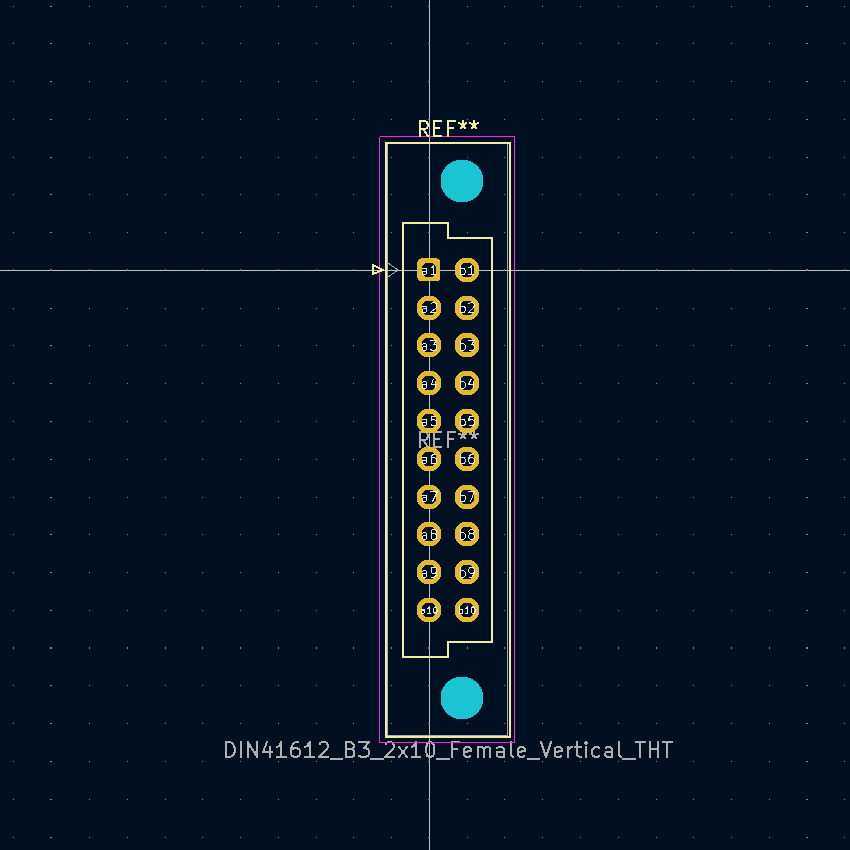 REF**
a1 b1
a2 b2
a3 b3
a4 b4
a5 b5
REF**
a6 b6
a7 b7
a8 b8
a9 b9
a10 b10
DIN41612_B3_2x10_Female_Vertical_THT